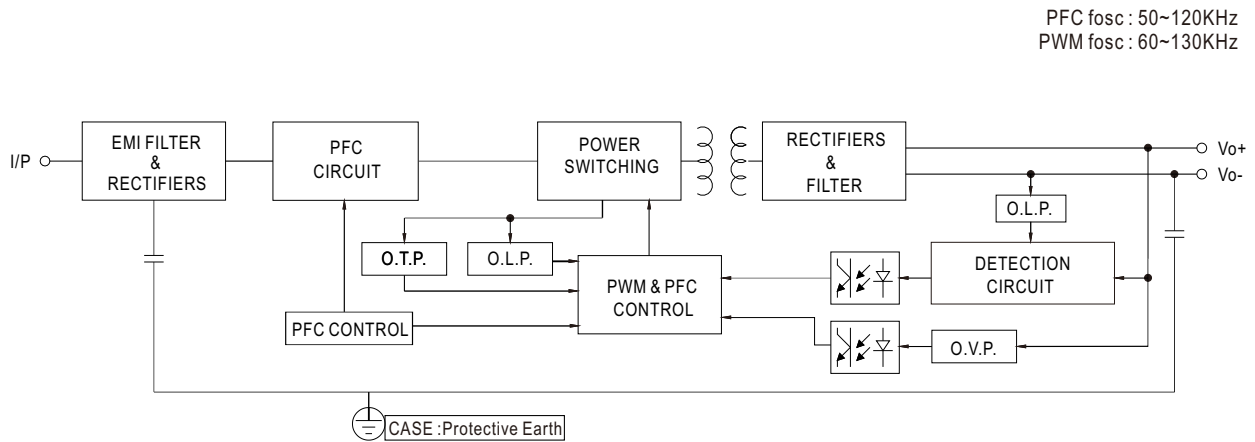 PFC fosc : 50~120KHz
PWM fosc : 60~130KHz
I/P
EMI FILTER
&
RECTIFIERS
PFC
CIRCUIT
POWER
SWITCHING
RECTIFIERS
&
FILTER
Vo+
Vo-
O.L.P.
O.T.P.
O.L.P.
PWM & PFC
CONTROL
DETECTION
CIRCUIT
PFC CONTROL
O.V.P.
CASE : Protective Earth